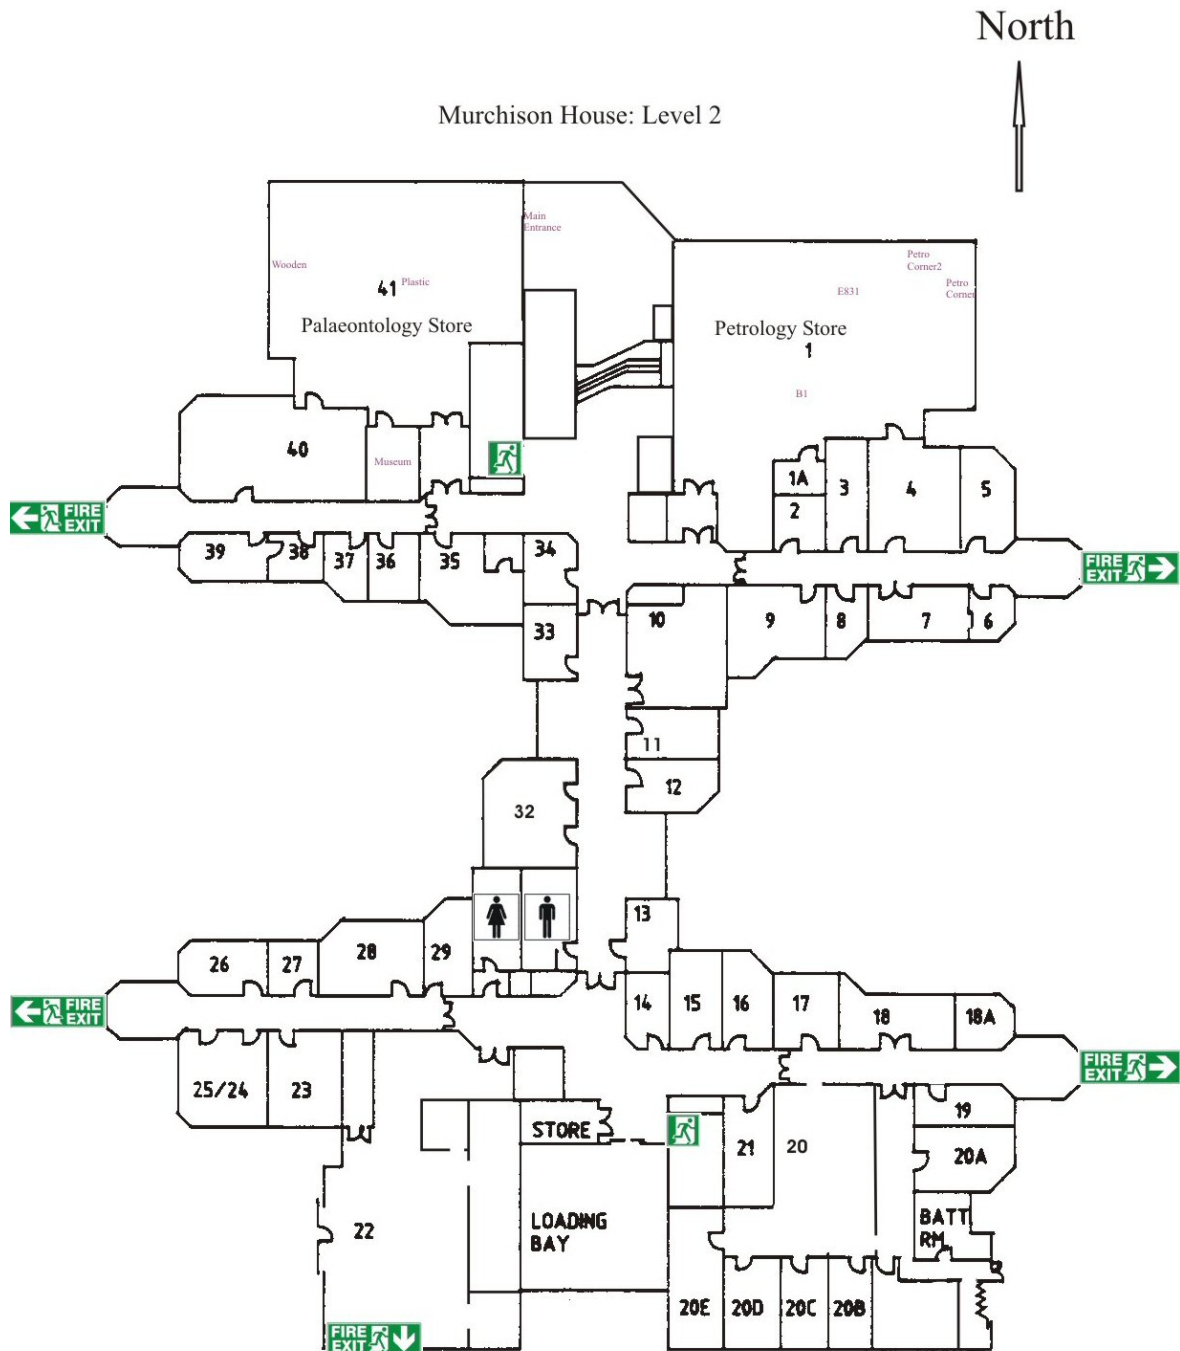 North
Murchison House: Level 2
Main
Entrance
Petro
Corner2
Wooden
41
Plastic
E831
Petro
Corner
Palaeontology Store
Petrology Store
1
B1
40
Museum
1A
3
4
5
2
FIRE
EXIT
39
38
37
36
35
34
FIRE
EXIT
33
10
9
8
7
6
11
12
32
13
26
27
28
29
14
15
16
17
18
18A
FIRE
EXIT
25/24
23
FIRE
EXIT
19
STORE
21
20
20A
22
LOADING
BAY
BATT
RM
20E
20D
20C
20B
FIRE
EXIT